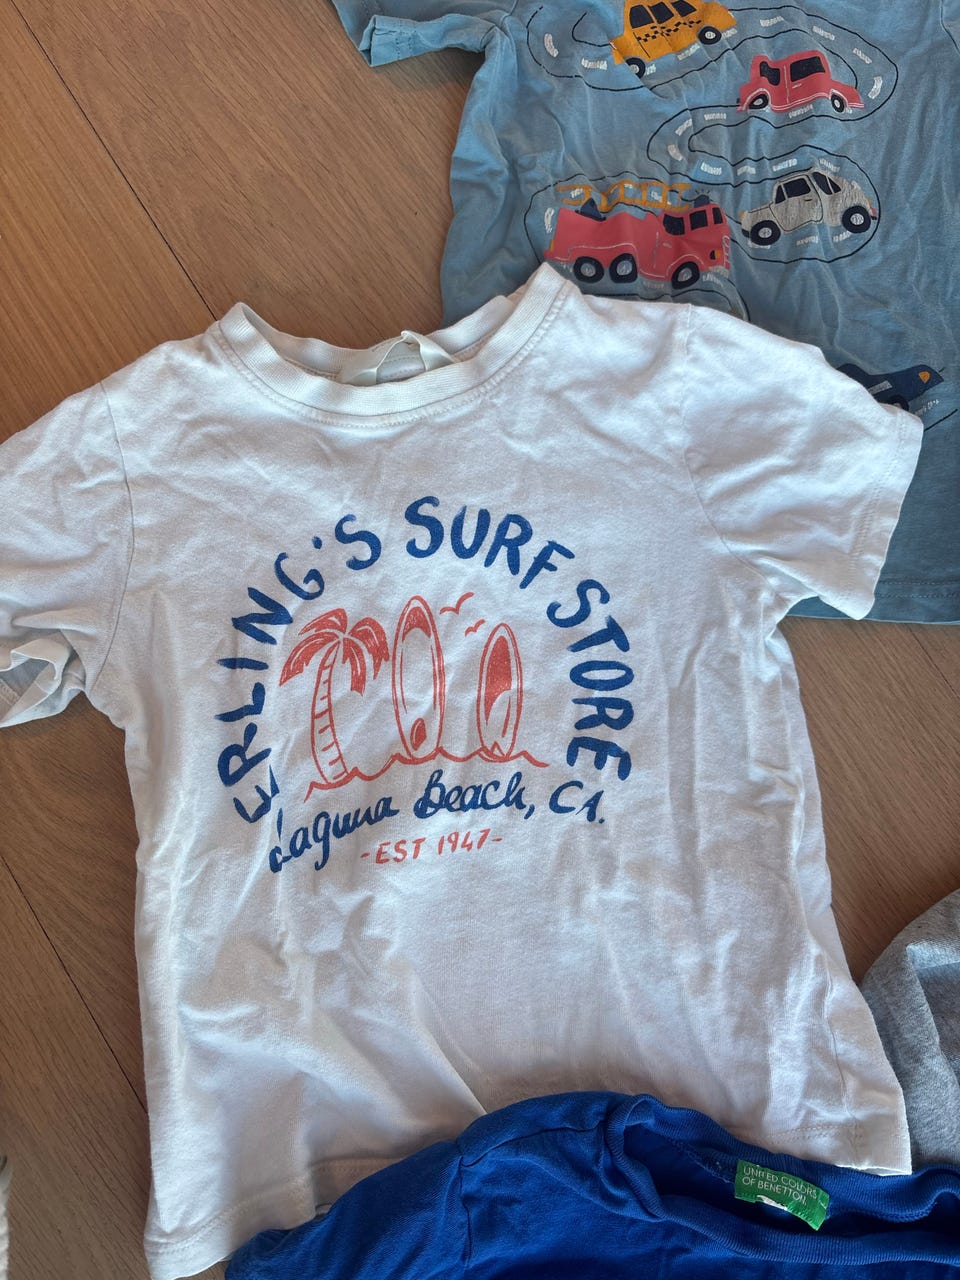 ERLING'S SURF STORE
Laguna Beach, CA.
-EST 1947-
UNITED COLORS
OF BENETTON.